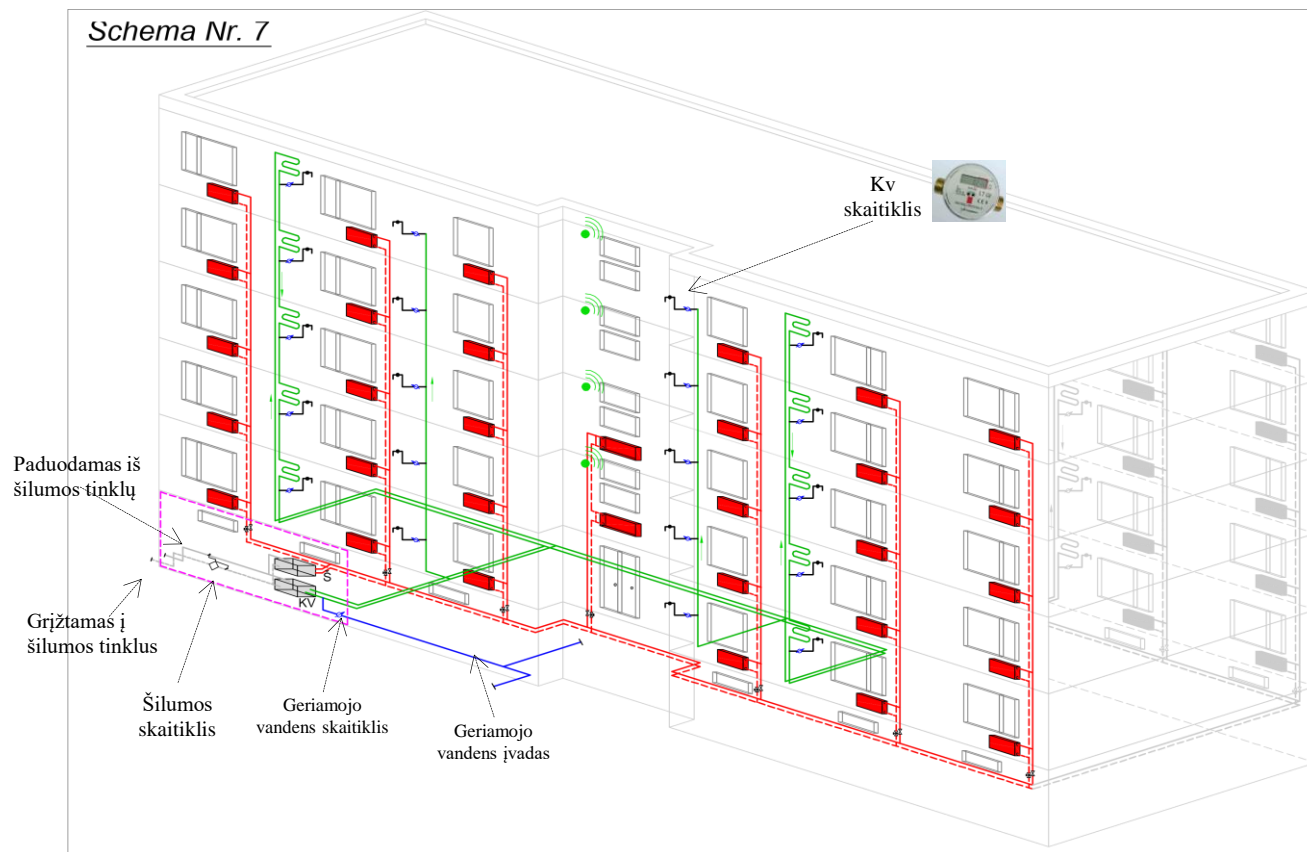 Schema Nr. 7
Kv
skaitiklis
Paduodamas iš
šilumos tinklų
Š
KV
Grįžtamas į
šilumos tinklus
Šilumos
skaitiklis
Geriamojo
vandens skaitiklis
Geriamojo
vandens įvadas